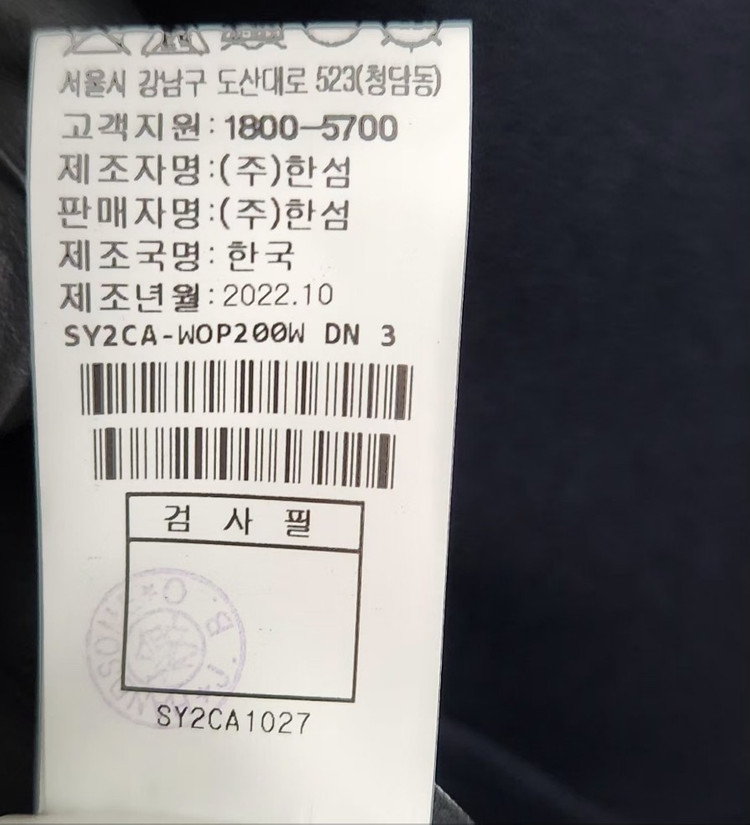 서울시 강남구 도산대로 523(청담동)
고객지원:1800-5700
제조자명:(주)한섬
판매자명:(주)한섬
제조국명:한국
제조년월:2022.10
SY2CA-WOP200W DN 3
검 사 필
SY2CA1027